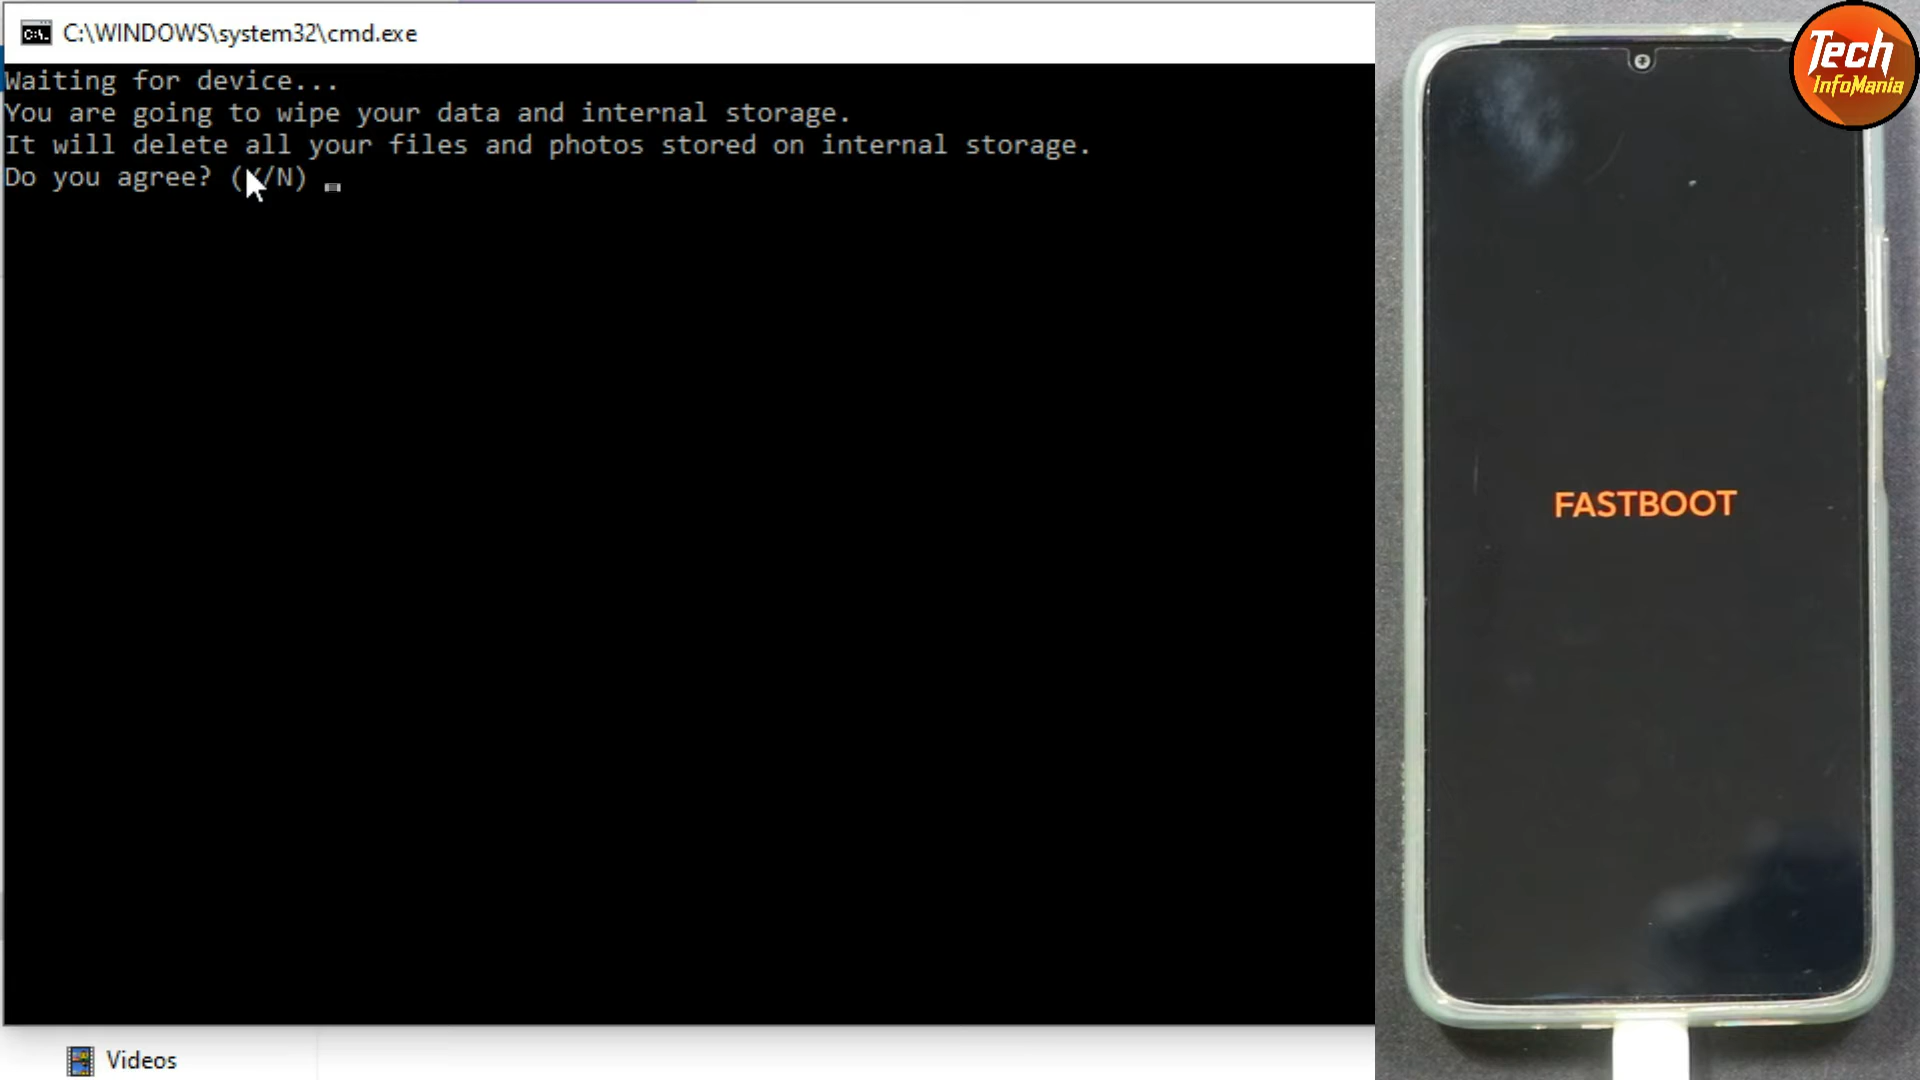 C:\WINDOWS\system32\cmd.exe
Waiting for device...
You are going to wipe your data and internal storage.
It will delete all your files and photos stored on internal storage.
Do you agree? (Y/N)
Videos
FASTBOOT
Tech
InfoMania